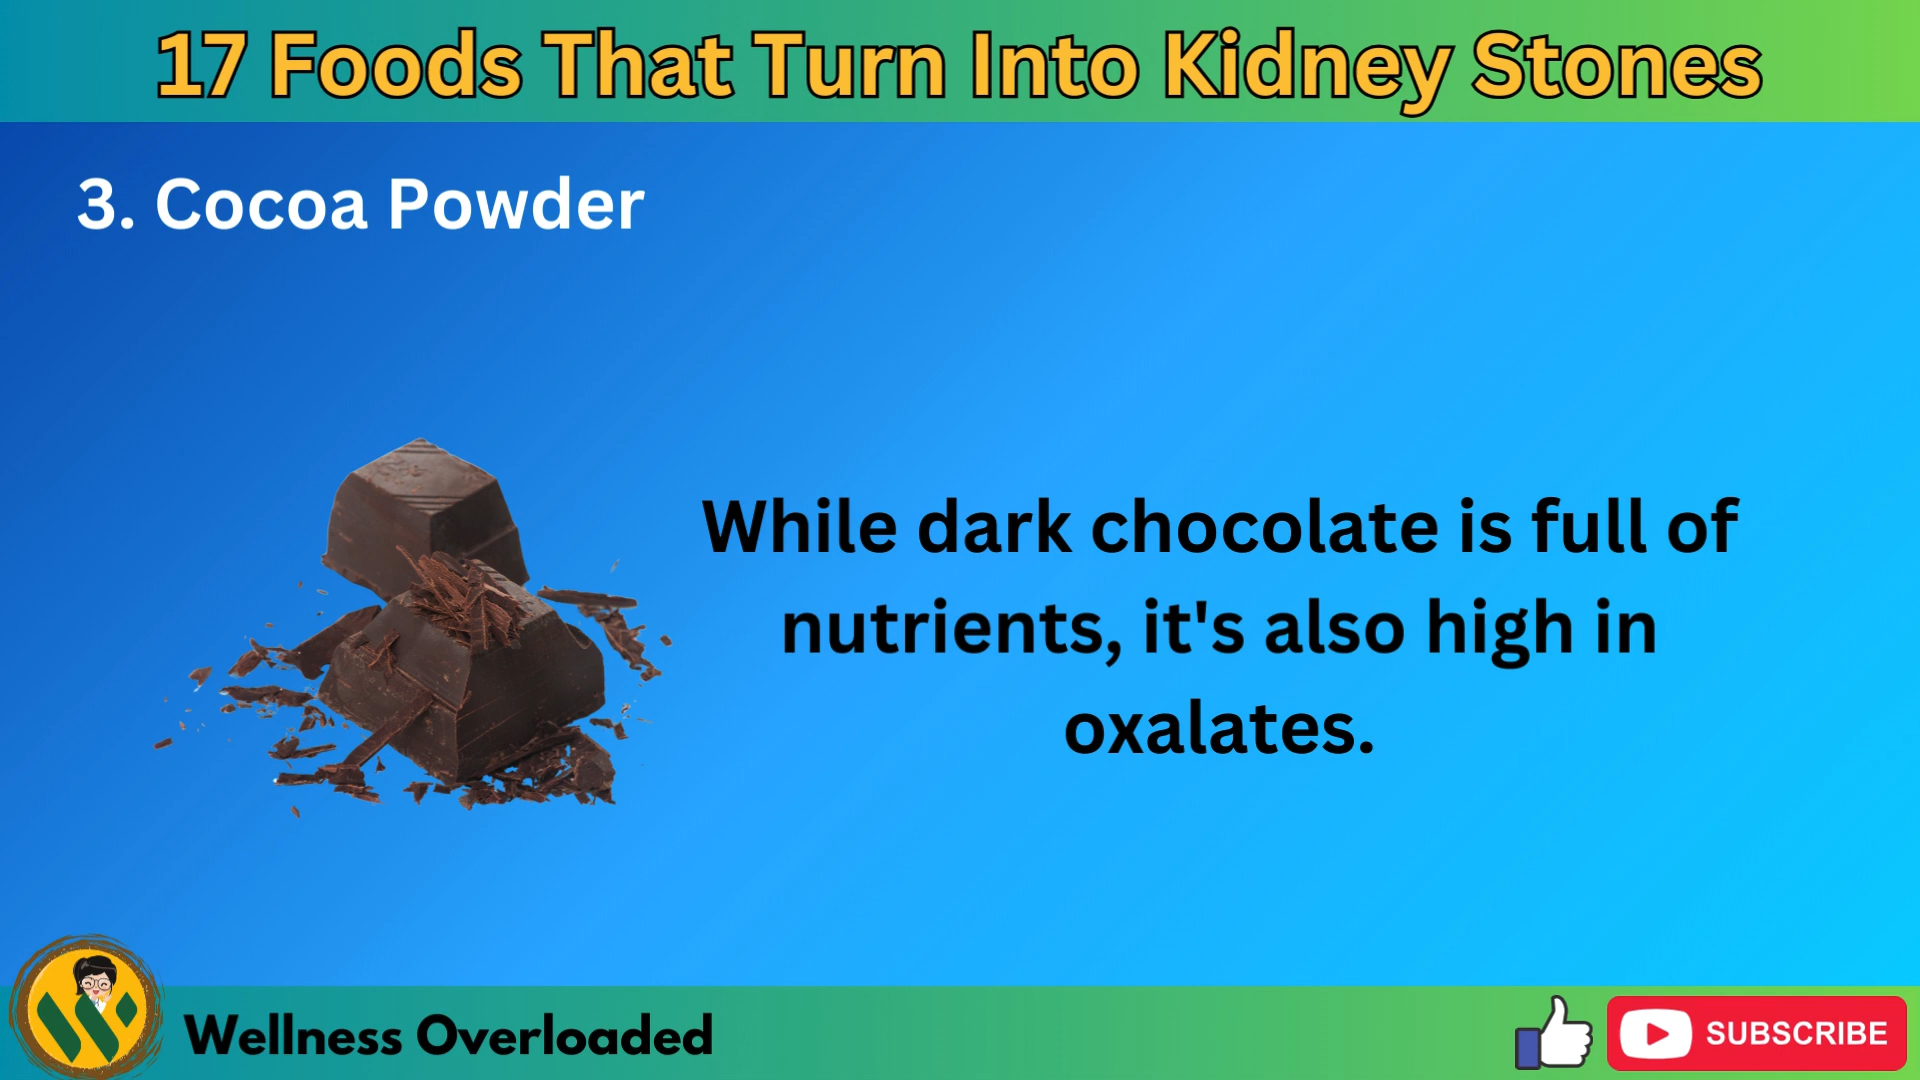 17 Foods That Turn Into Kidney Stones
3. Cocoa Powder
While dark chocolate is full of
nutrients, it's also high in
oxalates.
Wellness Overloaded
SUBSCRIBE